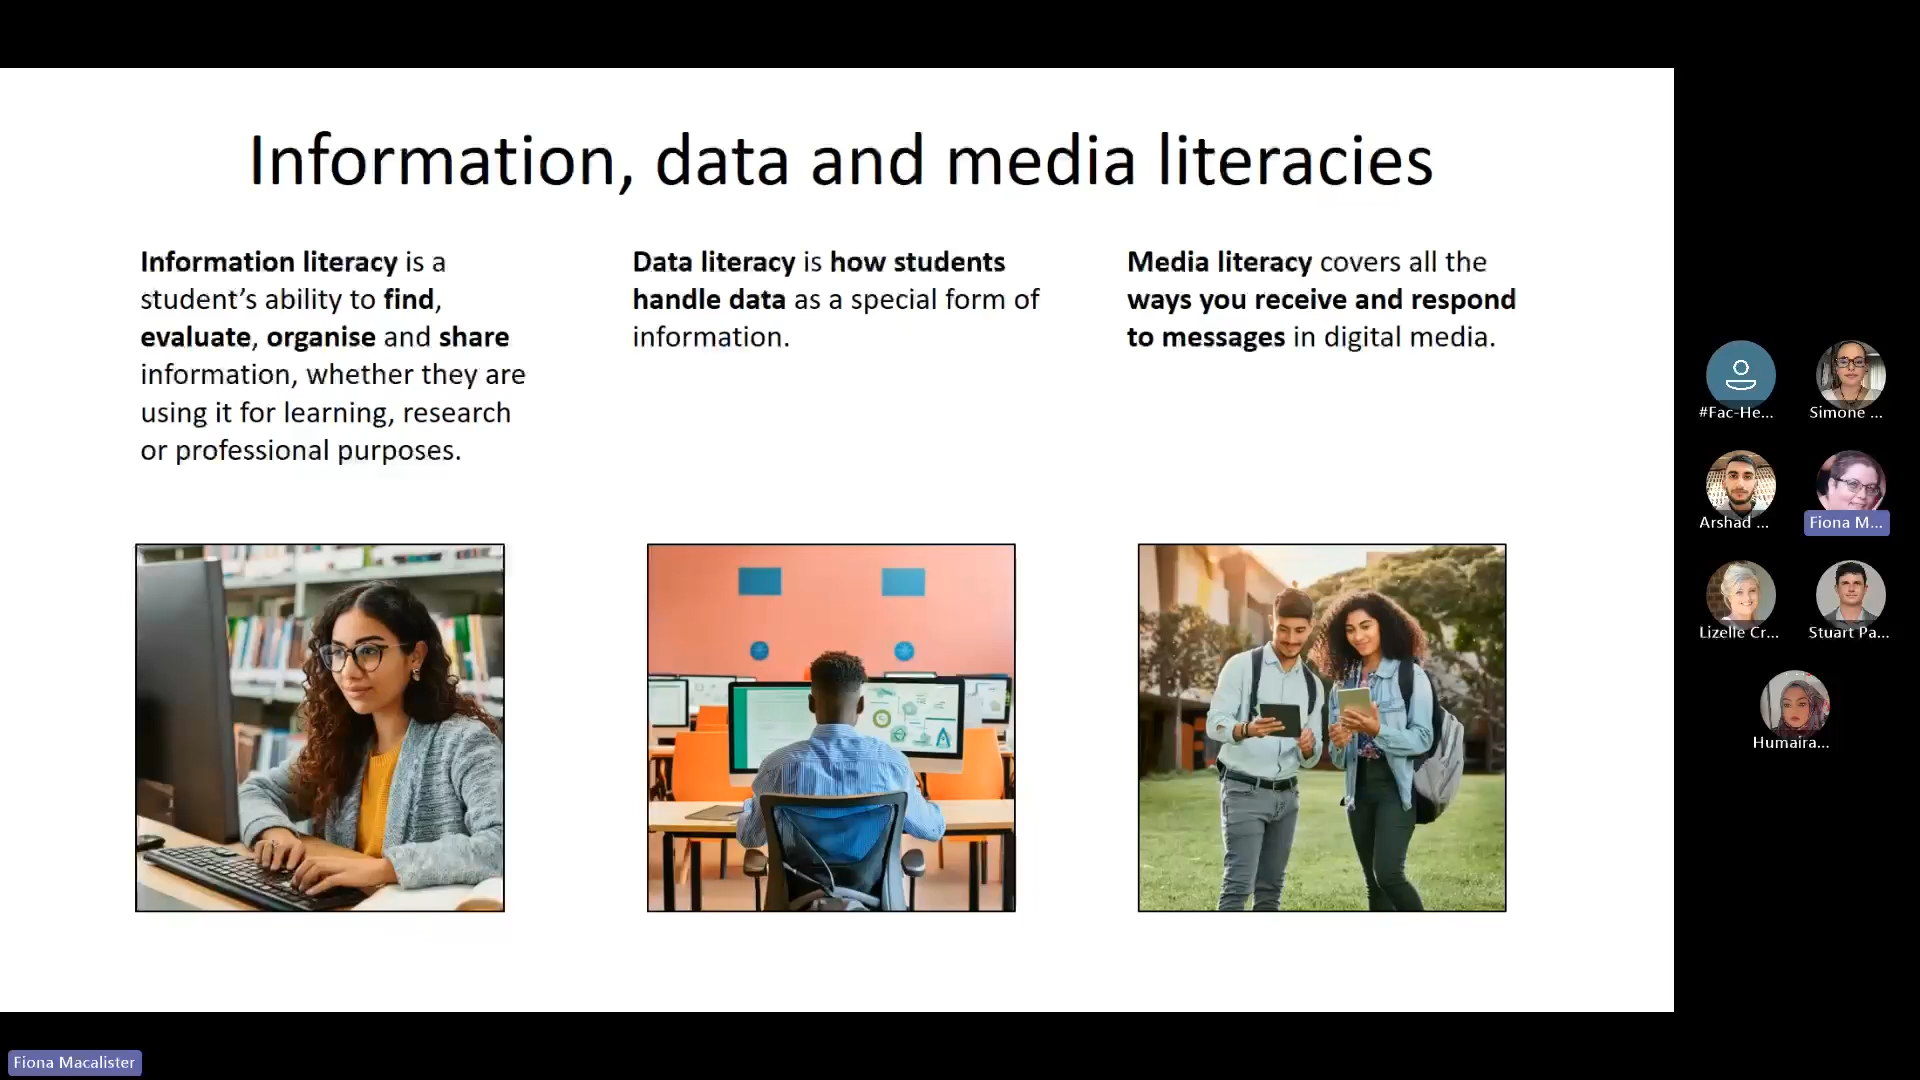 Information, data and media literacies
Information literacy is a
student’s ability to find,
evaluate, organise and share
information, whether they are
using it for learning, research
or professional purposes.
Data literacy is how students
handle data as a special form of
information.
Media literacy covers all the
ways you receive and respond
to messages in digital media.
#Fac-He...
Simone ...
Arshad ...
Fiona M...
Lizelle Cr...
Stuart Pa...
Humaira...
Fiona Macalister